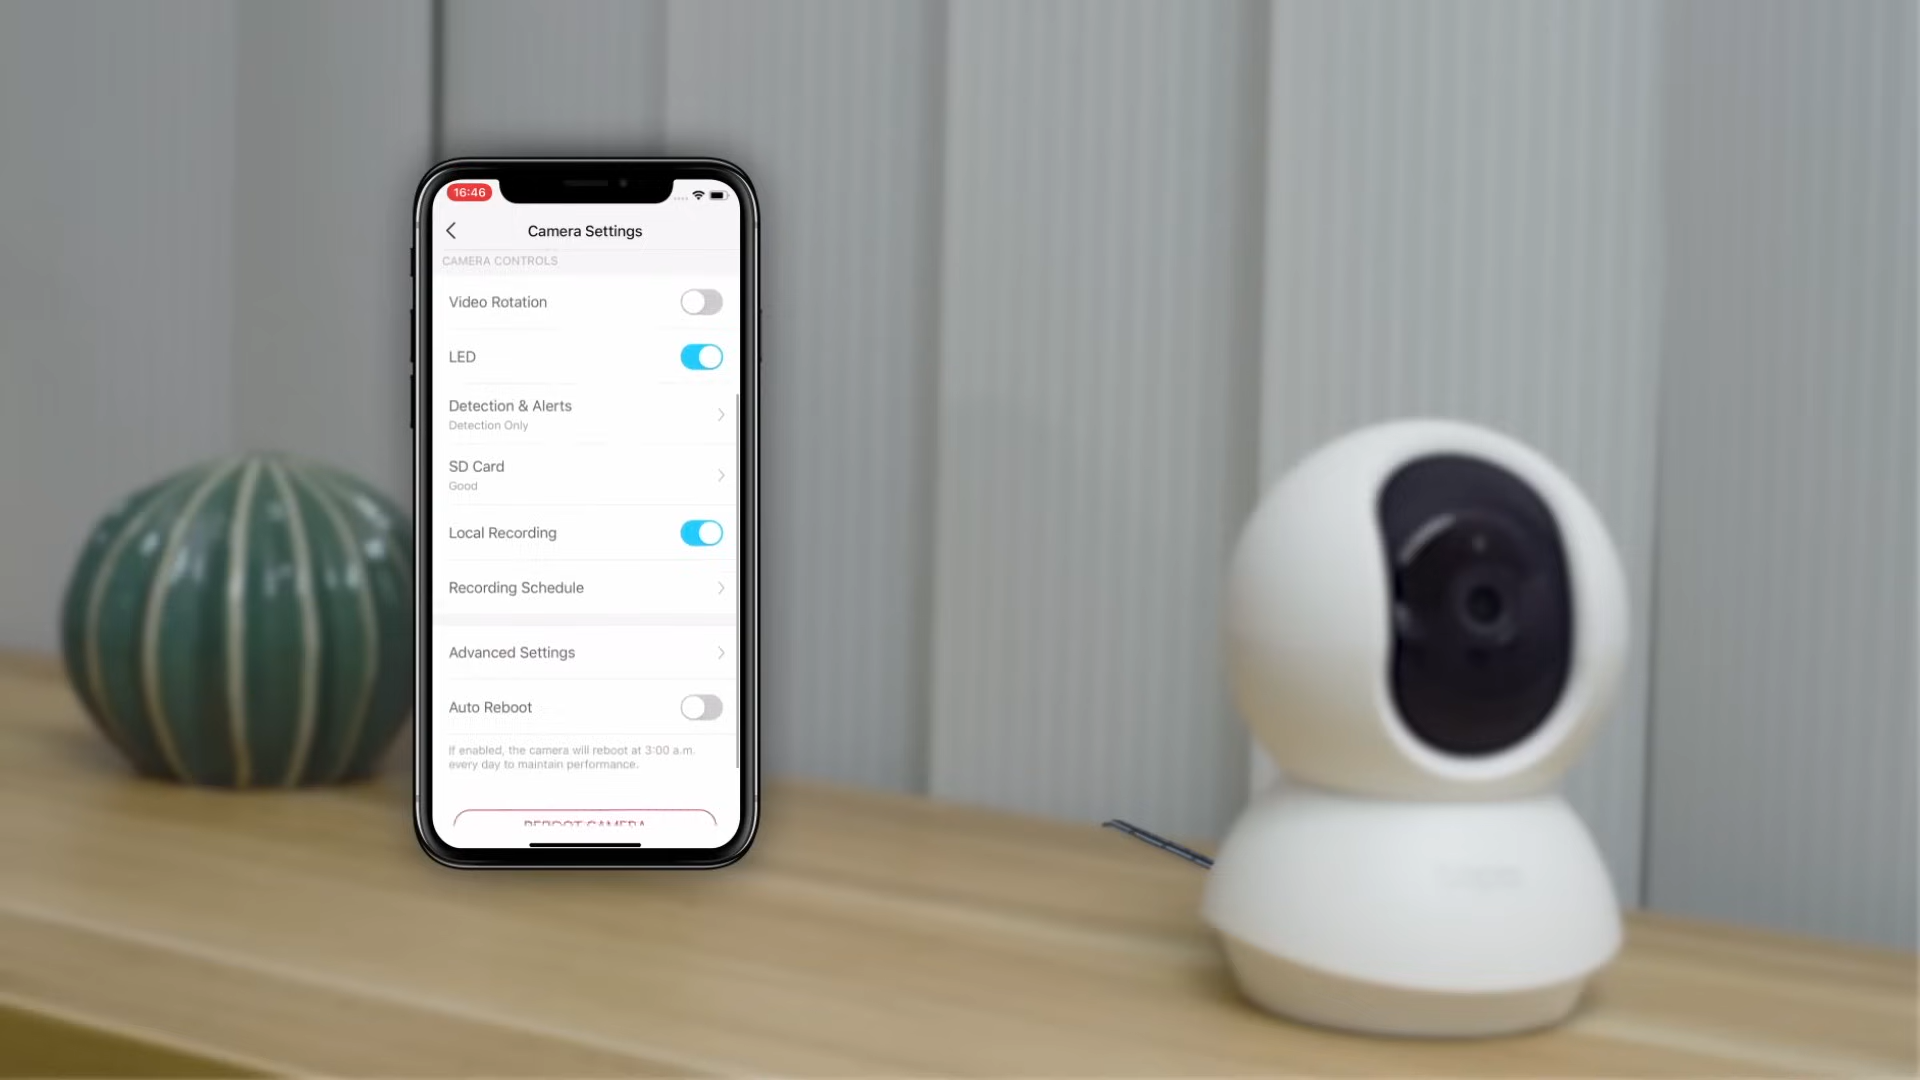 16:46
Camera Settings
CAMERA CONTROLS
Video Rotation
LED
Detection & Alerts
Detection Only
SD Card
Good
Local Recording
Recording Schedule
Advanced Settings
Auto Reboot
If enabled, the camera will reboot at 3:00 a.m.
every day to maintain performance.
REBOOT CAMERA